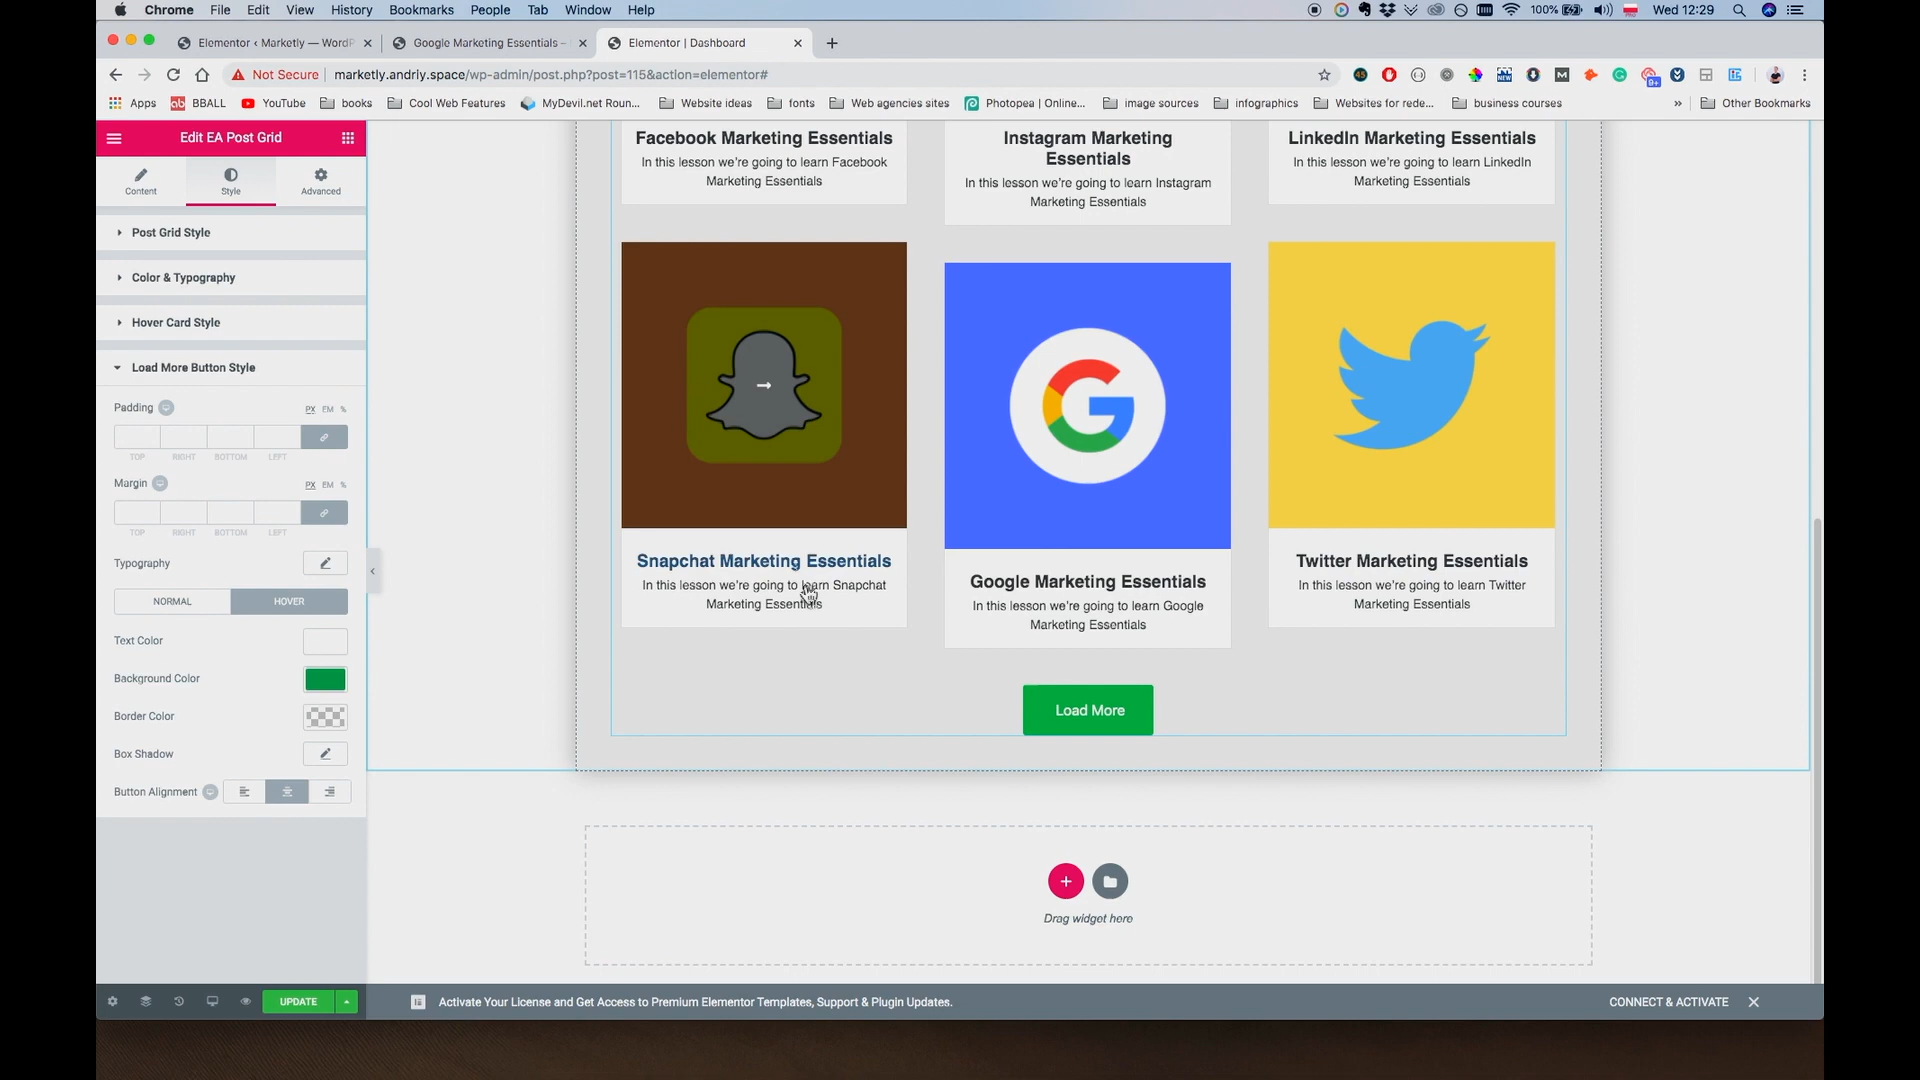 Chrome File Edit View History Bookmarks People Tab Window Help 100% Wed 12:29
Elementor ‹ Marketly — WordP Google Marketing Essentials – Elementor | Dashboard
Not Secure marketly.andriy.space/wp-admin/post.php?post=115&action=elementor#
Apps BBALL YouTube books Cool Web Features MyDevil.net Roun... Website ideas fonts Web agencies sites Photopea | Online... image sources infographics Websites for rede... business courses » Other Bookmarks
Edit EA Post Grid
Content Style Advanced
Post Grid Style
Color & Typography
Hover Card Style
Load More Button Style
Padding PX EM %
TOP RIGHT BOTTOM LEFT
Margin PX EM %
TOP RIGHT BOTTOM LEFT
Typography
NORMAL HOVER
Text Color
Background Color
Border Color
Box Shadow
Button Alignment
UPDATE
Facebook Marketing Essentials
In this lesson we're going to learn Facebook
Marketing Essentials
Instagram Marketing
Essentials
In this lesson we're going to learn Instagram
Marketing Essentials
LinkedIn Marketing Essentials
In this lesson we're going to learn LinkedIn
Marketing Essentials
Snapchat Marketing Essentials
In this lesson we're going to learn Snapchat
Marketing Essentials
Google Marketing Essentials
In this lesson we're going to learn Google
Marketing Essentials
Twitter Marketing Essentials
In this lesson we're going to learn Twitter
Marketing Essentials
Load More
Drag widget here
Activate Your License and Get Access to Premium Elementor Templates, Support & Plugin Updates.
CONNECT & ACTIVATE